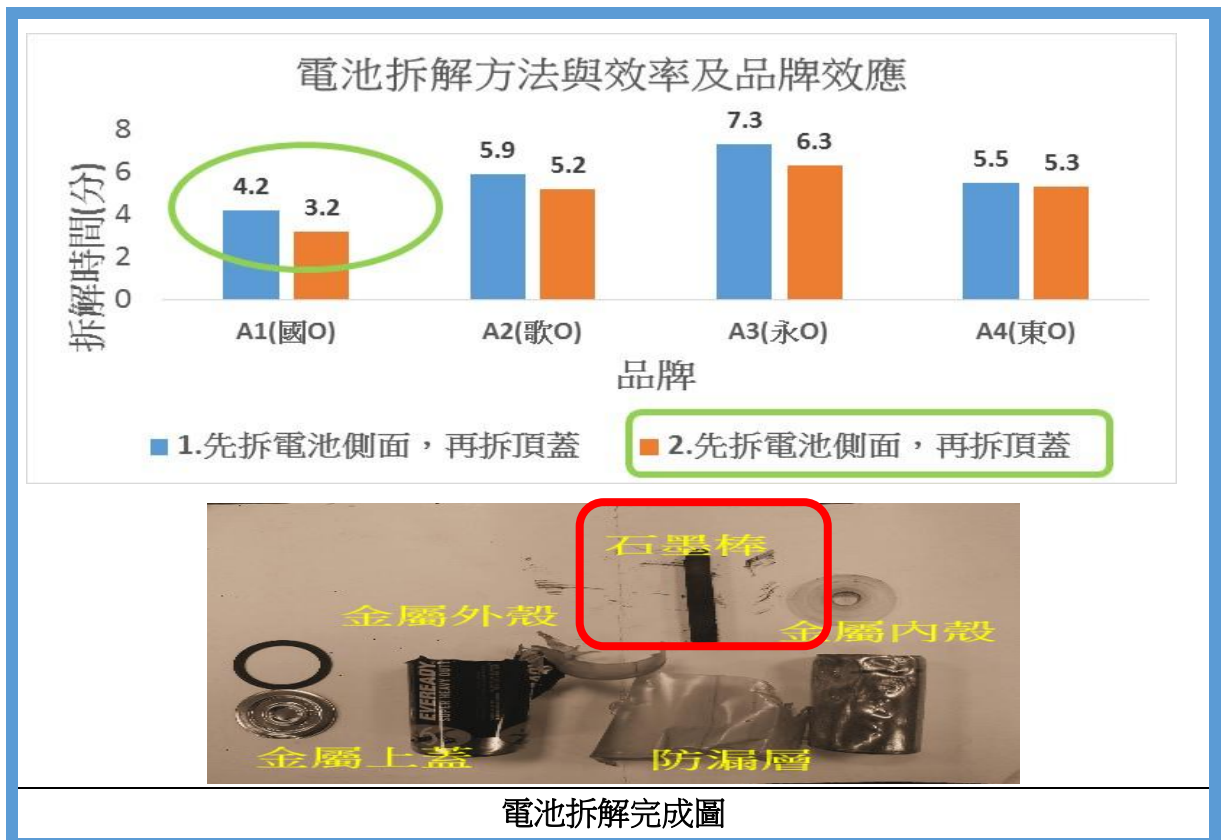 電池拆解方法與效率及品牌效應
拆解時間(分)
8
6
4
2
0
4.2
3.2
5.9
5.2
7.3
6.3
5.5
5.3
A1(國O)
A2(歌O)
A3(永O)
A4(東O)
品牌
1.先拆電池側面，再拆頂蓋
2.先拆電池側面，再拆頂蓋
石墨棒
金屬外殼
金屬內殼
EVEREADY
SUPER HEAVY DUTY
金屬上蓋
防漏層
電池拆解完成圖